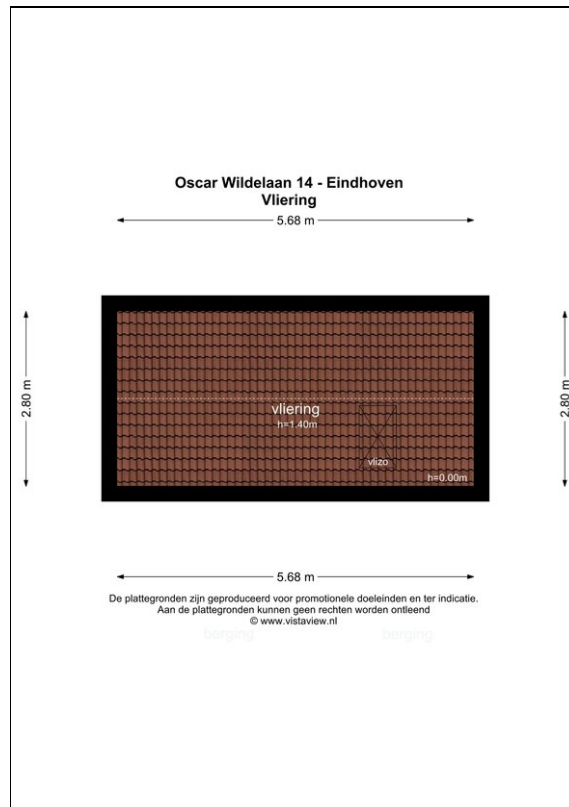 Oscar Wildelaan 14 - Eindhoven
Vliering
5.68 m
2.80 m
2.80 m
vliering
h=1.40m
vlizo
h=0.00m
5.68 m
De plattegronden zijn geproduceerd voor promotionele doeleinden en ter indicatie.
Aan de plattegronden kunnen geen rechten worden ontleend
© www.vistaview.nl
berging berging